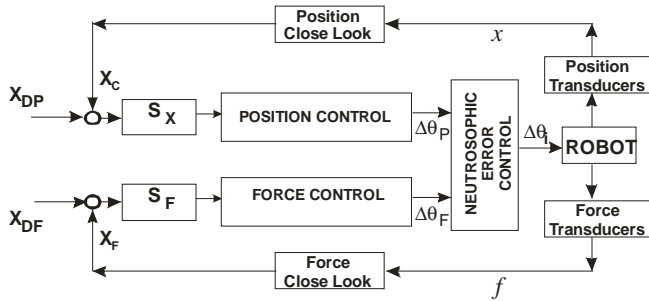 Position
Close Look
x
X_C
X_DP
S_X
POSITION CONTROL
Δθ_P
NEUTROSOPHIC
ERROR
CONTROL
Δθ_i
Position
Transducers
ROBOT
X_DF
S_F
FORCE CONTROL
Δθ_F
Force
Transducers
X_F
Force
Close Look
f